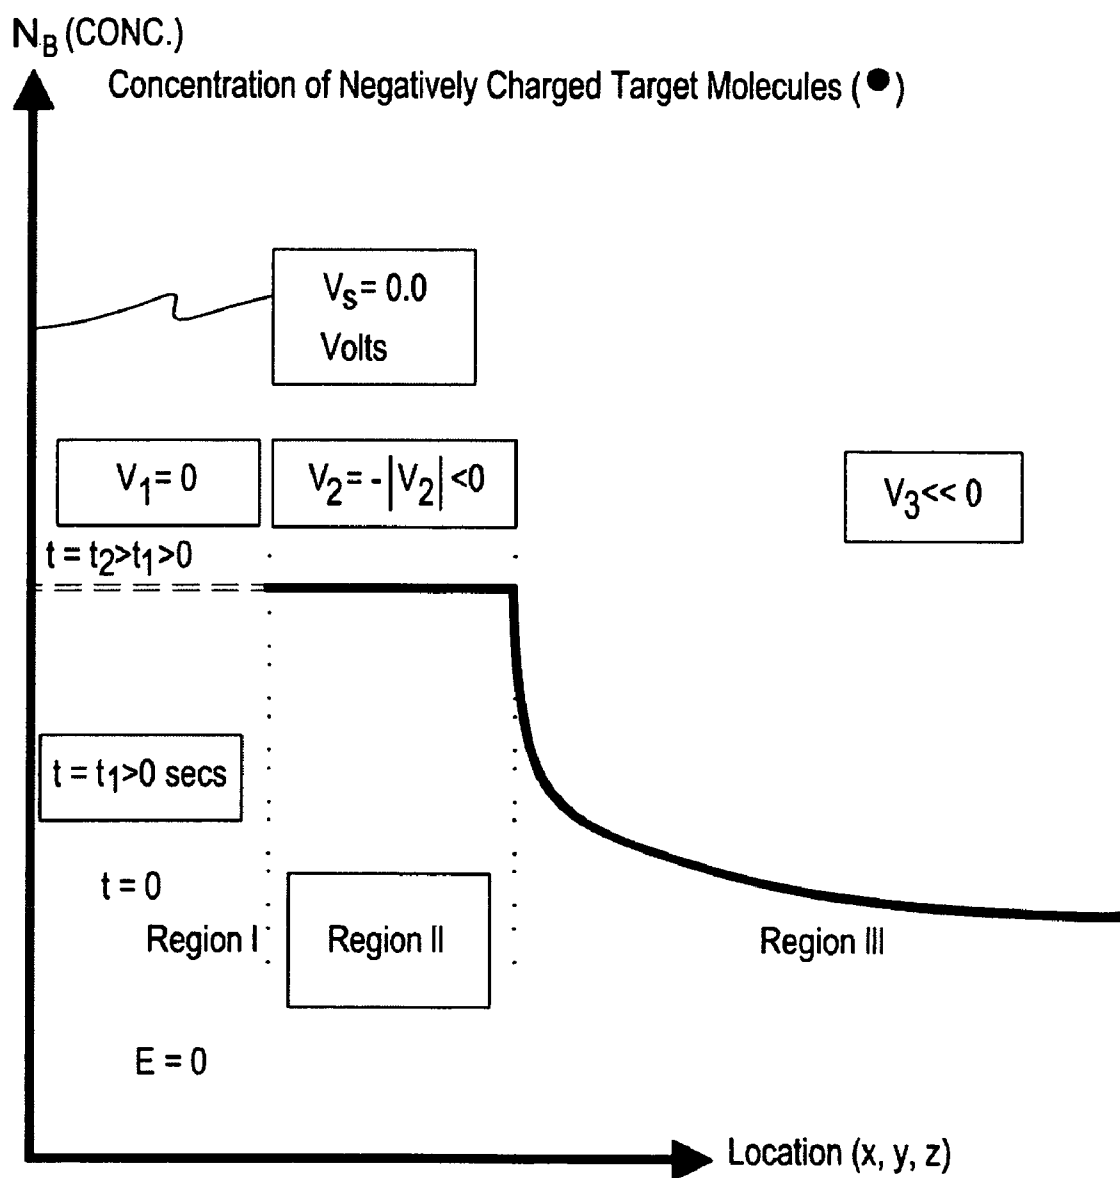 N_B (CONC.)
Concentration of Negatively Charged Target Molecules (●)
V_s = 0.0
Volts
V_1 = 0
V_2 = -|V_2| <0
V_3 << 0
t = t_2>t_1>0
t = t_1>0 secs
t = 0
Region I
Region II
Region III
E = 0
Location (x, y, z)